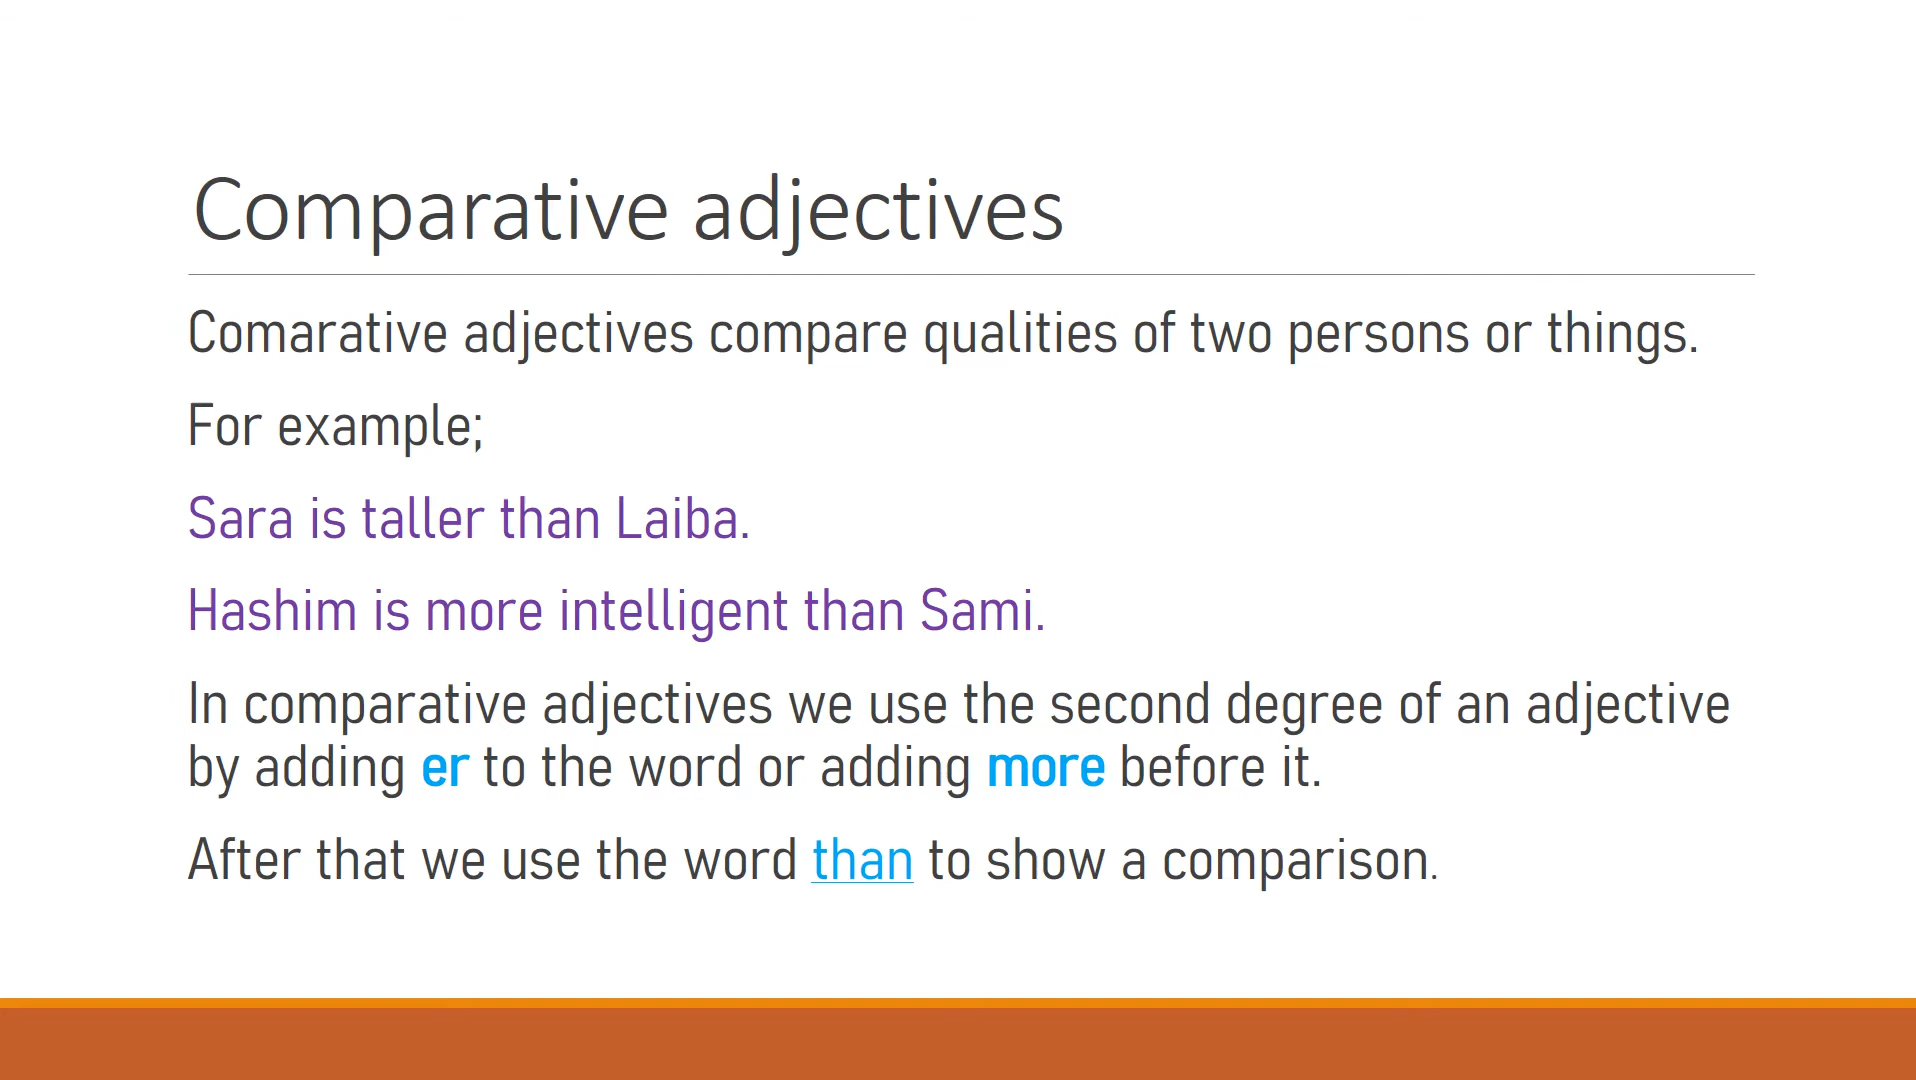 Comparative adjectives
Comarative adjectives compare qualities of two persons or things.
For example;
Sara is taller than Laiba.
Hashim is more intelligent than Sami.
In comparative adjectives we use the second degree of an adjective
by adding er to the word or adding more before it.
After that we use the word than to show a comparison.